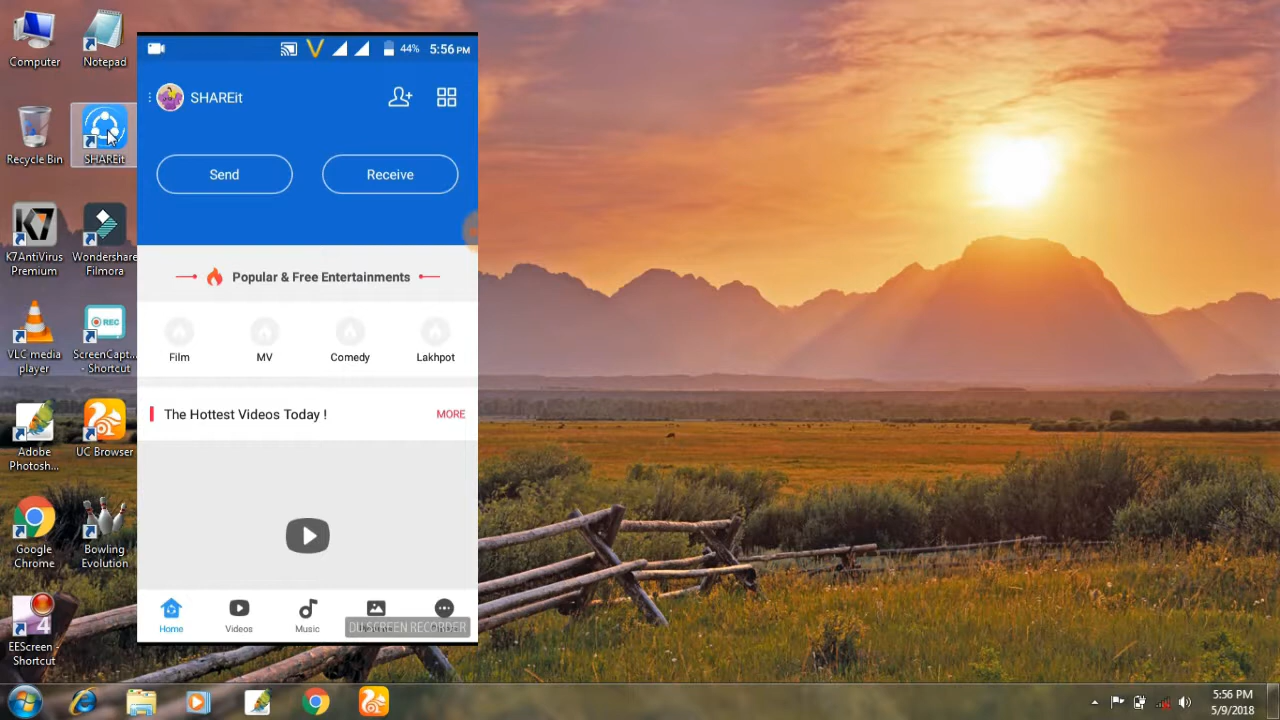 Computer
Notepad
Recycle Bin
SHAREit
K7AntiVirus
Premium
Wondershare
Filmora
VLC media
player
REC
ScreenCapt...
- Shortcut
Adobe
Photosh...
UC Browser
Google
Chrome
Bowling
Evolution
4
EEScreen -
Shortcut
44% 5:56 PM
SHAREit
Send
Receive
Popular & Free Entertainments
Film
MV
Comedy
Lakhpot
The Hottest Videos Today !
MORE
Home
Videos
Music
DU SCREEN RECORDER
5:56 PM
5/9/2018